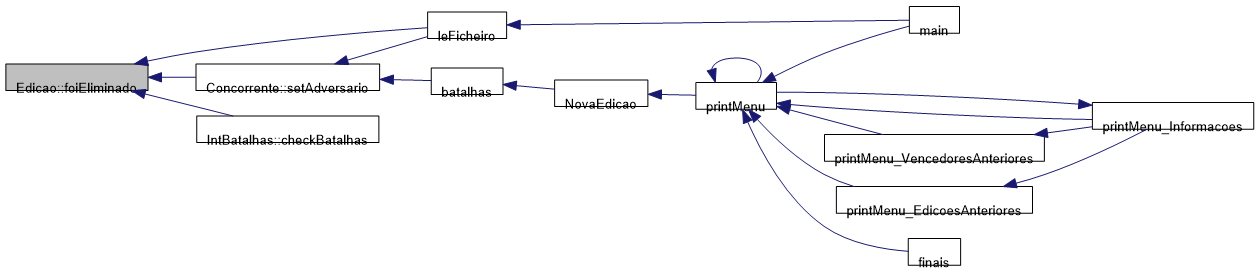 Edicao::foiEliminado
leFicheiro
Concorrente::setAdversario
IntBatalhas::checkBatalhas
batalhas
NovaEdicao
printMenu
main
printMenu_Informacoes
printMenu_VencedoresAnteriores
printMenu_EdicoesAnteriores
finais